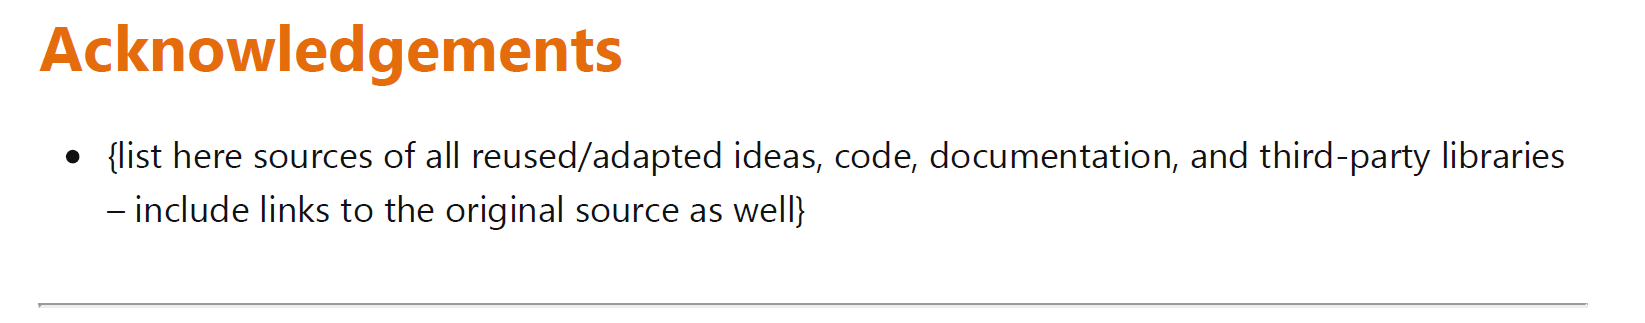 Acknowledgements
• {list here sources of all reused/adapted ideas, code, documentation, and third-party libraries
– include links to the original source as well}